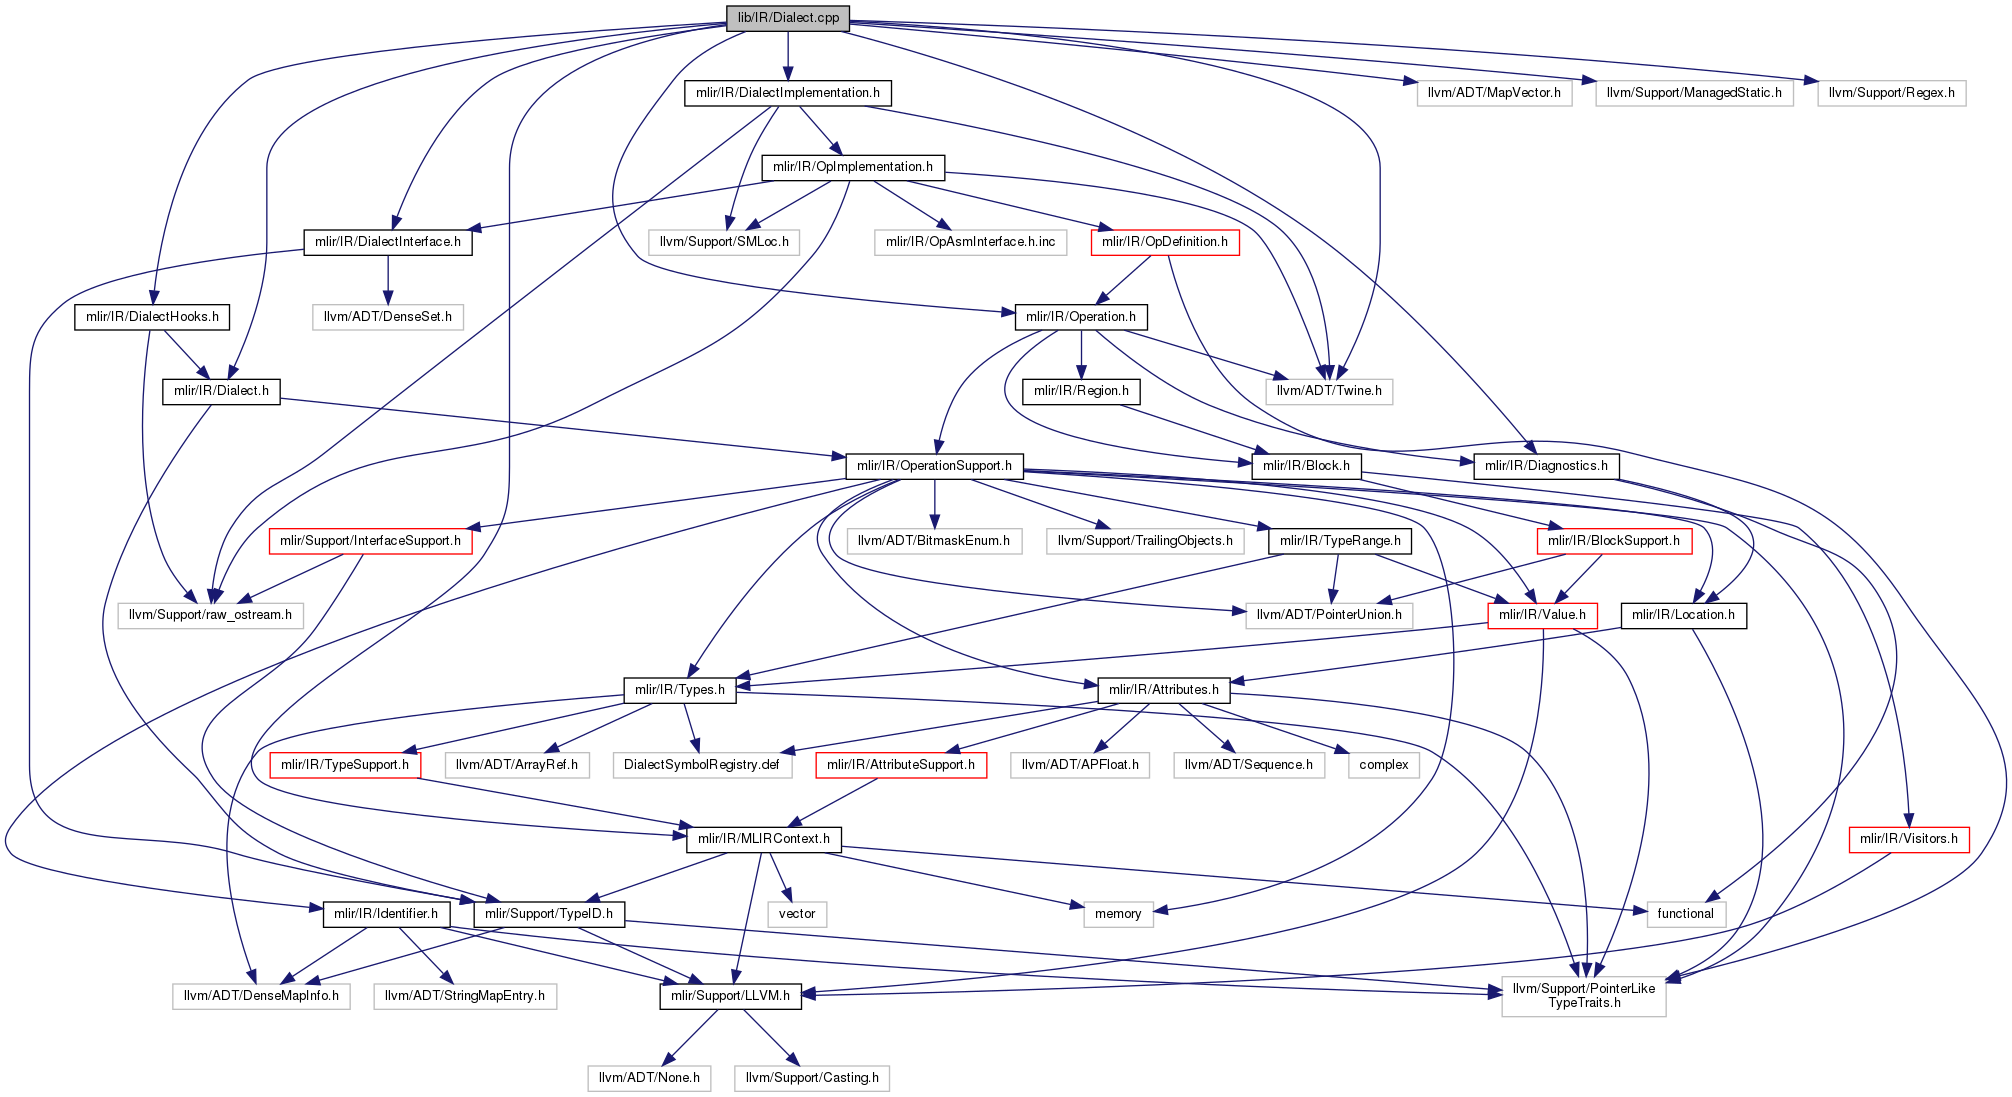 lib/IR/Dialect.cpp
mlir/IR/DialectImplementation.h
llvm/ADT/MapVector.h
llvm/Support/ManagedStatic.h
llvm/Support/Regex.h
mlir/IR/OpImplementation.h
mlir/IR/DialectInterface.h
llvm/Support/SMLoc.h
mlir/IR/OpAsmInterface.h.inc
mlir/IR/OpDefinition.h
mlir/IR/DialectHooks.h
llvm/ADT/DenseSet.h
mlir/IR/Operation.h
mlir/IR/Dialect.h
mlir/IR/Region.h
llvm/ADT/Twine.h
mlir/IR/OperationSupport.h
mlir/IR/Block.h
mlir/IR/Diagnostics.h
mlir/Support/InterfaceSupport.h
llvm/ADT/BitmaskEnum.h
llvm/Support/TrailingObjects.h
mlir/IR/TypeRange.h
mlir/IR/BlockSupport.h
llvm/Support/raw_ostream.h
llvm/ADT/PointerUnion.h
mlir/IR/Value.h
mlir/IR/Location.h
mlir/IR/Types.h
mlir/IR/Attributes.h
mlir/IR/TypeSupport.h
llvm/ADT/ArrayRef.h
DialectSymbolRegistry.def
mlir/IR/AttributeSupport.h
llvm/ADT/APFloat.h
llvm/ADT/Sequence.h
complex
mlir/IR/MLIRContext.h
mlir/IR/Visitors.h
mlir/IR/Identifier.h
mlir/Support/TypeID.h
vector
memory
functional
llvm/ADT/DenseMapInfo.h
llvm/ADT/StringMapEntry.h
mlir/Support/LLVM.h
llvm/Support/PointerLike
TypeTraits.h
llvm/ADT/None.h
llvm/Support/Casting.h